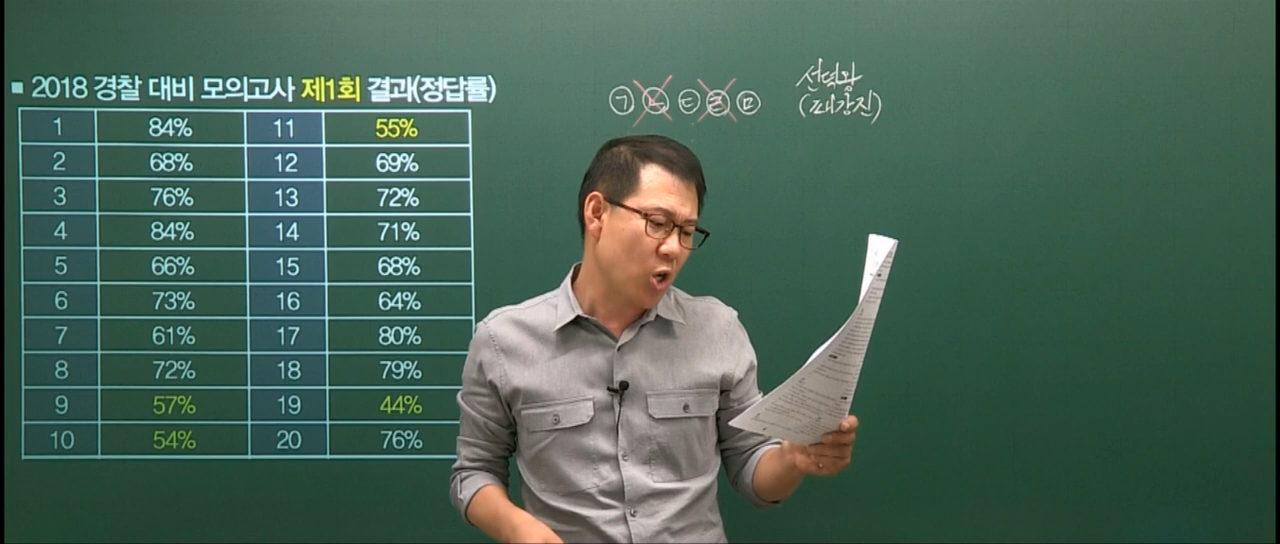 ■ 2018 경찰 대비 모의고사 제1회 결과(정답률)
1 84% 11 55%
2 68% 12 69%
3 76% 13 72%
4 84% 14 71%
5 66% 15 68%
6 73% 16 64%
7 61% 17 80%
8 72% 18 79%
9 57% 19 44%
10 54% 20 76%
㉠ ㉡ ㉢ ㉣ ㉤
선덕왕
(패강진)